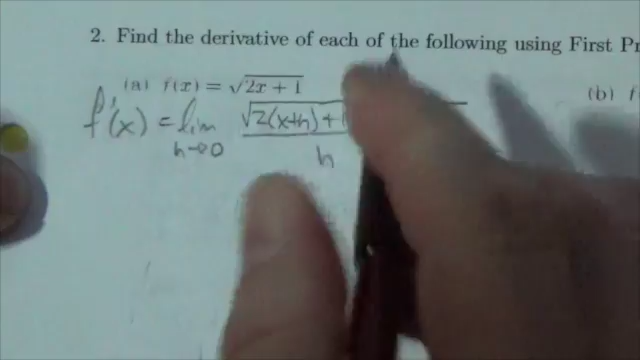 2. Find the derivative of each of the following using First Pr
(a) f(x) = √2x + 1
(b) f
f'(x) = lim h→0 √2(x+h)+1
h